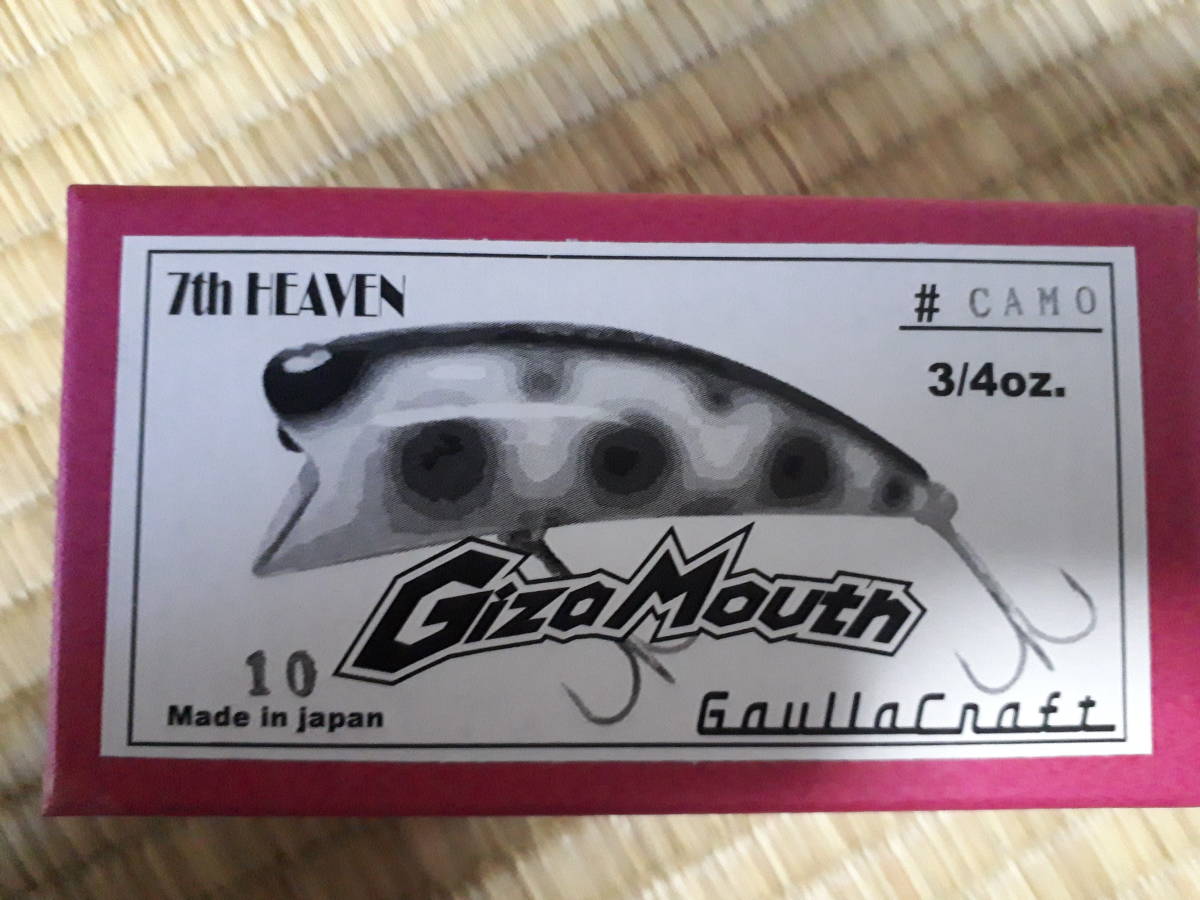 7th HEAVEN
# CAMO
3/4oz.
GizaMouth
10
Made in japan
GaullaCraft